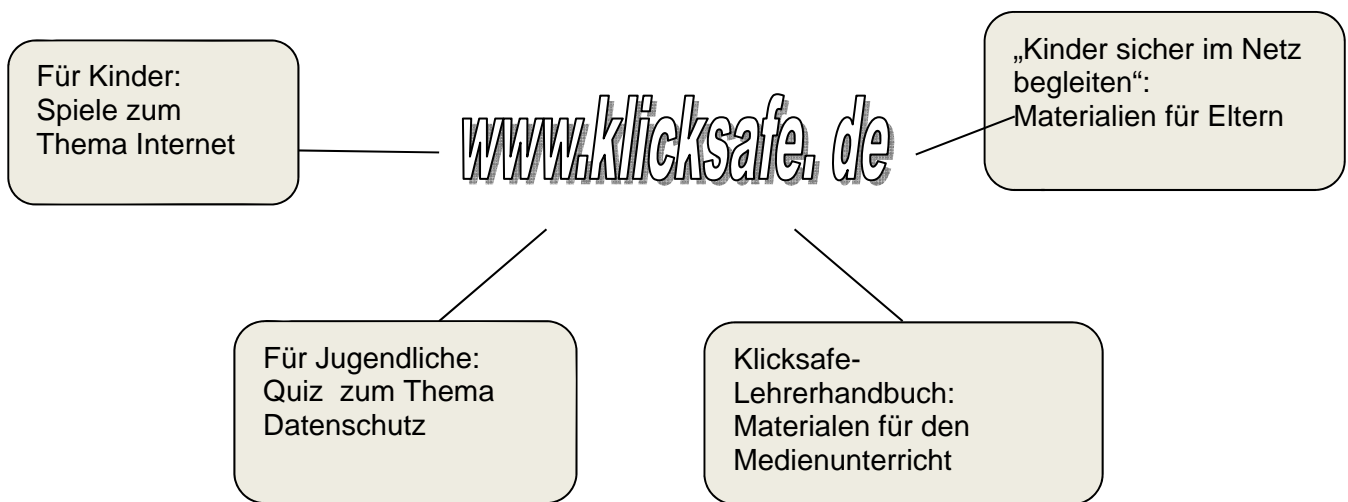 Für Kinder:
Spiele zum
Thema Internet
www.klicksafe. de
„Kinder sicher im Netz
begleiten“:
Materialien für Eltern
Für Jugendliche:
Quiz  zum Thema
Datenschutz
Klicksafe-
Lehrerhandbuch:
Materialen für den
Medienunterricht